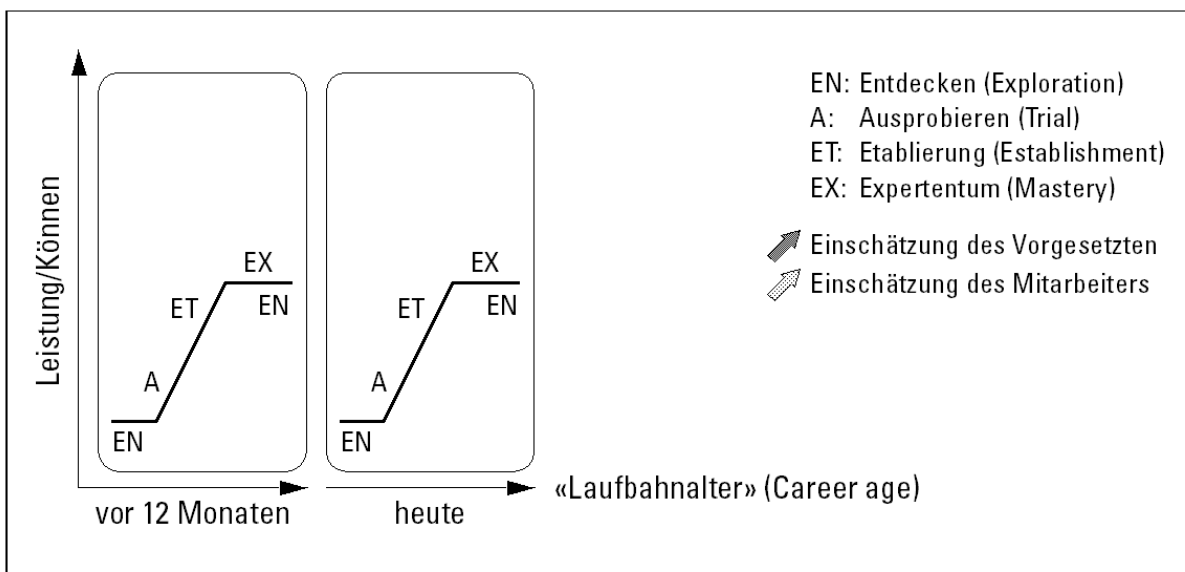 Leistung/Können
EX
ET
EN
A
EN
EX
ET
EN
A
EN
vor 12 Monaten
heute
«Laufbahnalter» (Career age)
EN: Entdecken (Exploration)
A: Ausprobieren (Trial)
ET: Etablierung (Establishment)
EX: Expertentum (Mastery)
Einschätzung des Vorgesetzten
Einschätzung des Mitarbeiters